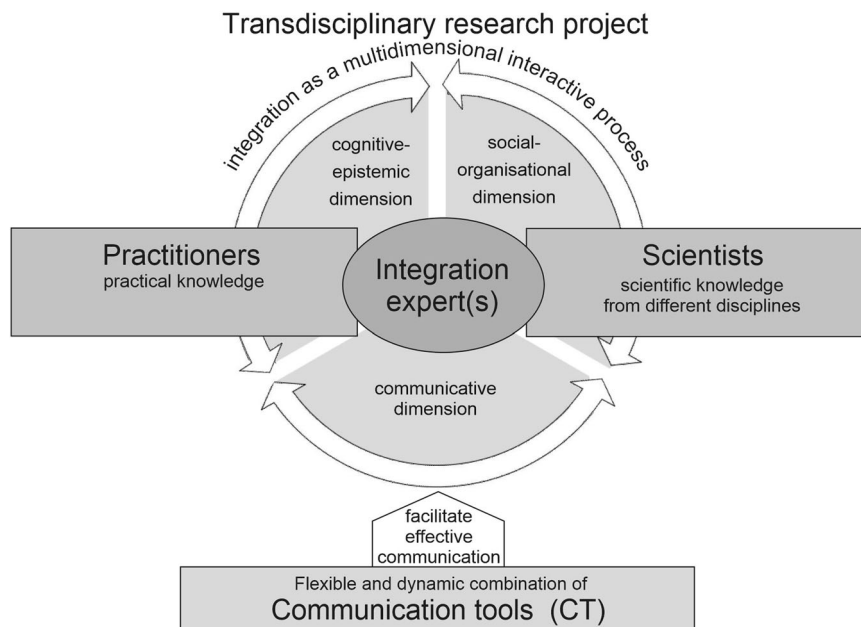 Transdisciplinary research project
integration as a multidimensional interactive process
cognitive-
epistemic
dimension
social-
organisational
dimension
Practitioners
practical knowledge
Integration
expert(s)
Scientists
scientific knowledge
from different disciplines
communicative
dimension
facilitate
effective
communication
Flexible and dynamic combination of
Communication tools (CT)